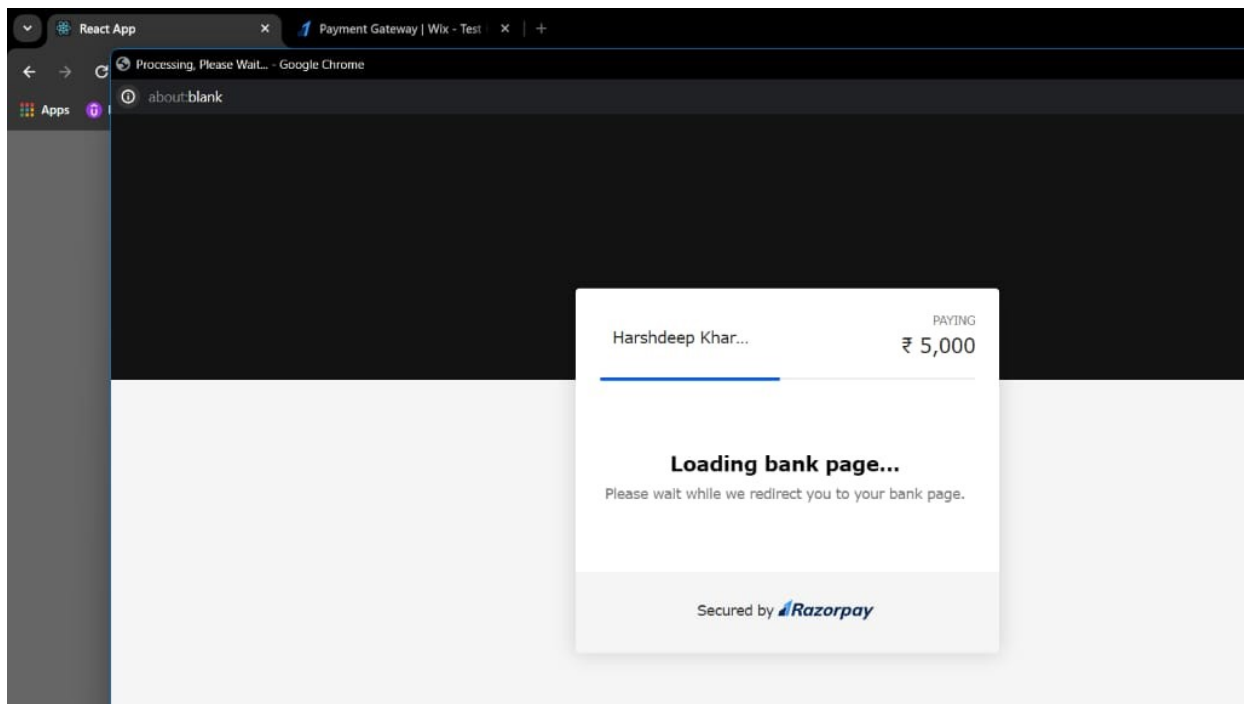 React App
Payment Gateway | Wix - Test
Processing, Please Wait... - Google Chrome
about:blank
Apps
Harshdeep Khar...
PAYING
₹ 5,000
Loading bank page...
Please wait while we redirect you to your bank page.
Secured by Razorpay